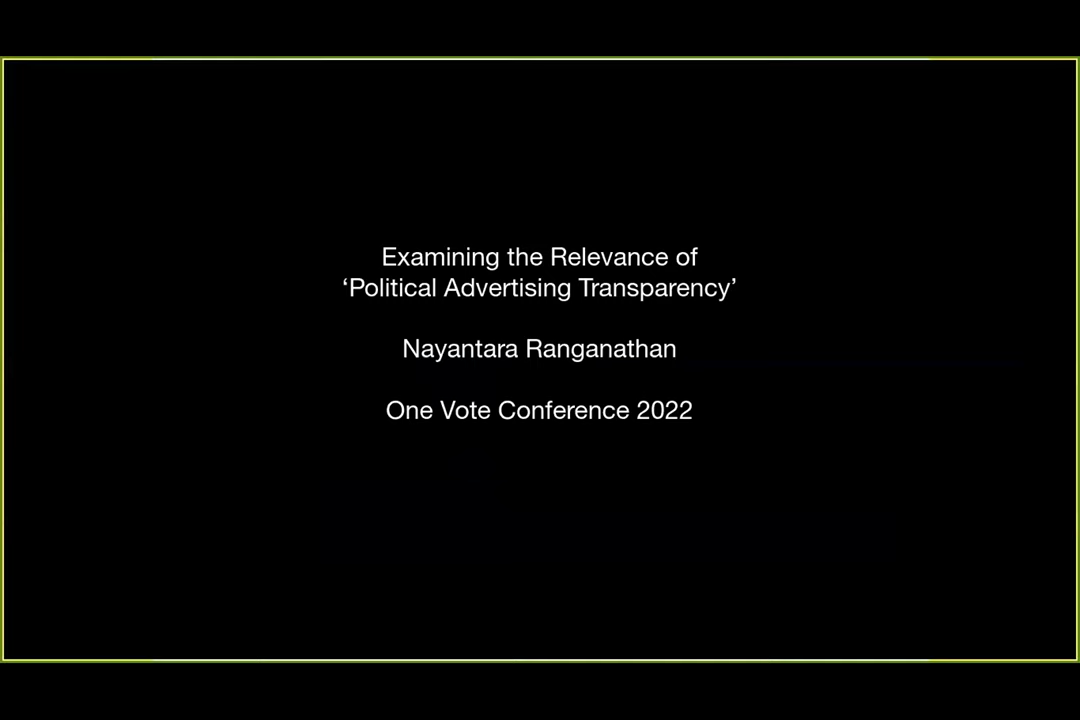 Examining the Relevance of
‘Political Advertising Transparency’
Nayantara Ranganathan
One Vote Conference 2022